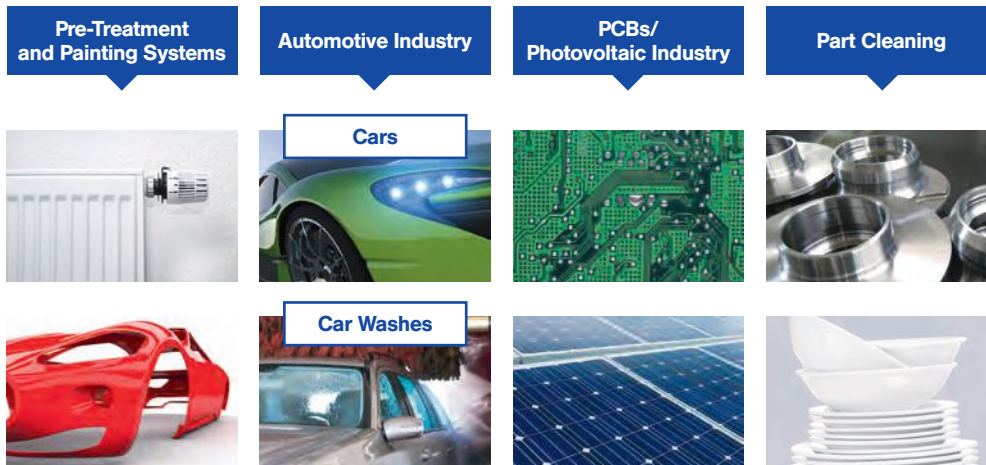 Pre-Treatment
and Painting Systems
Automotive Industry
PCBs/
Photovoltaic Industry
Part Cleaning
Cars
Car Washes